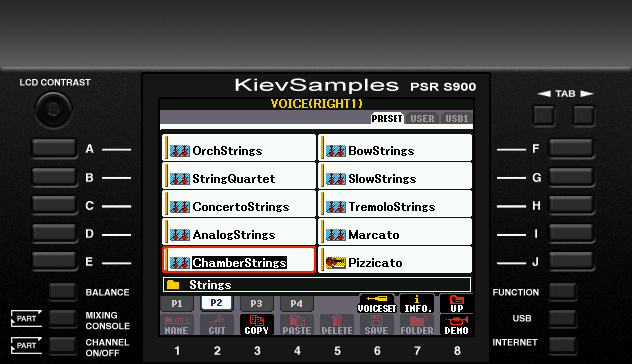 LCD CONTRAST
KievSamples PSR S900
TAB
VOICE(RIGHT1)
PRESET USER USB1
A
OrchStrings
BowStrings
F
B
StringQuartet
SlowStrings
G
C
ConcertoStrings
TremoloStrings
H
D
AnalogStrings
Marcato
I
E
ChamberStrings
Pizzicato
J
Strings
BALANCE
FUNCTION
P1 P2 P3 P4
VOICESET INFO. UP
PART
MIXING
CONSOLE
USB
NAME CUT COPY PASTE DELETE SAVE FOLDER DEMO
PART
CHANNEL
ON/OFF
INTERNET
1 2 3 4 5 6 7 8